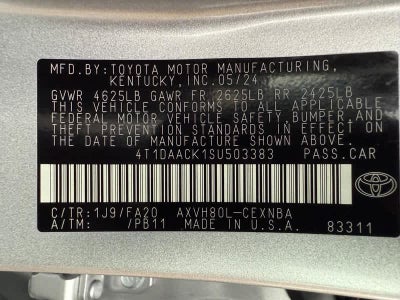 MFD.BY:TOYOTA MOTOR MANUFACTURING,
KENTUCKY, INC.05/24
GVWR 4625LB GAWR FR 2625LB RR 2425LB
THIS VEHICLE CONFORMS TO ALL APPLICABLE
FEDERAL MOTOR VEHICLE SAFETY,
BUMPER, AND THEFT PREVENTION STANDARDS IN EFFECT ON THE
DATE OF MANUFACTURE SHOWN ABOVE.
4T1DAACK1SU503383 PASS.CAR
C/TR:1J9/FA20 AXVH80L-CEXNBA
A/TM: /PB11 MADE IN U.S.A. 83311
TOYOTA